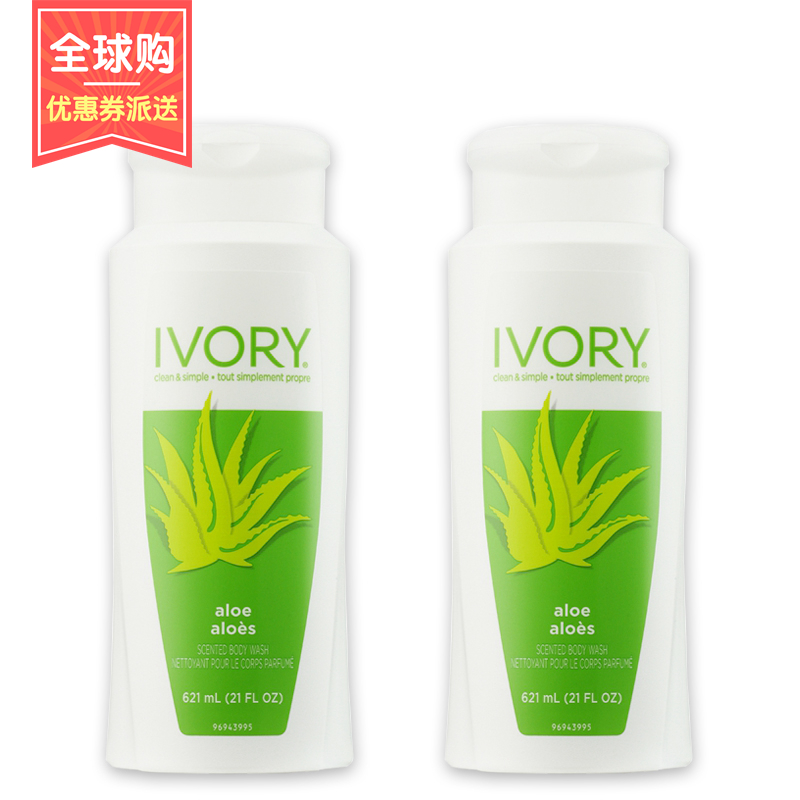 全球购
优惠券派送
IVORY®
clean & simple • tout simplement propre
aloe
aloès
SCENTED BODY WASH
NETTOYANT POUR LE CORPS PARFUMÉ
621 mL (21 FL OZ)
96943995
IVORY®
clean & simple • tout simplement propre
aloe
aloès
SCENTED BODY WASH
NETTOYANT POUR LE CORPS PARFUMÉ
621 mL (21 FL OZ)
96943995